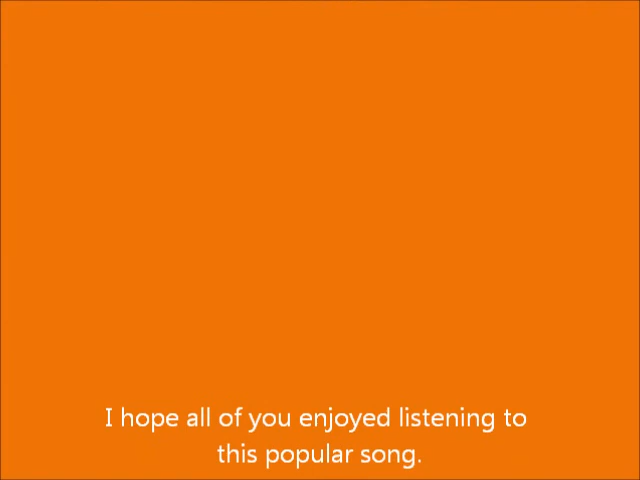 I hope all of you enjoyed listening to
this popular song.